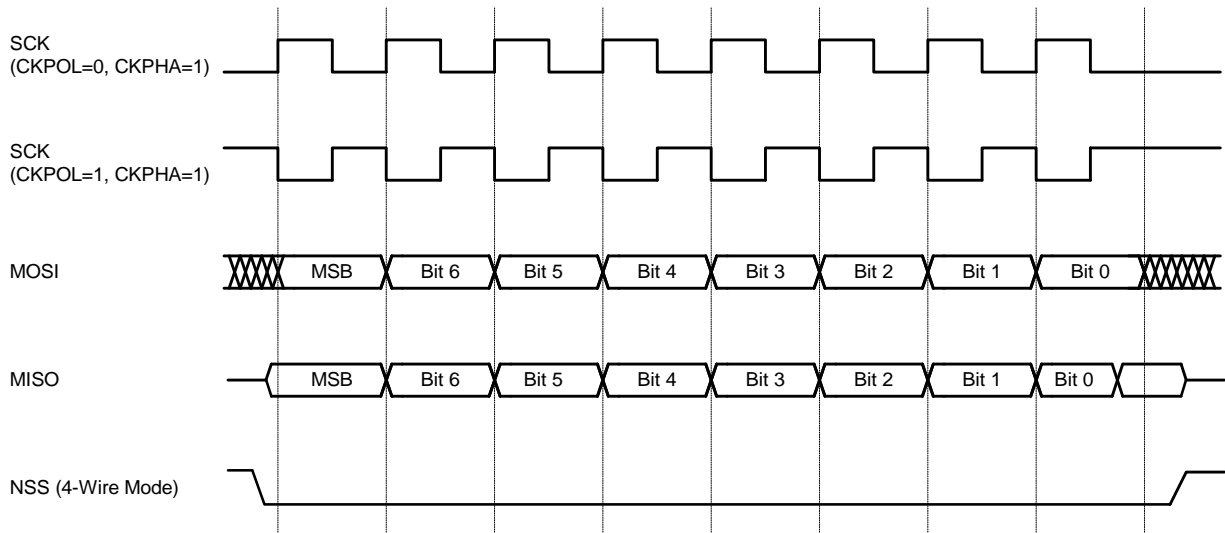 SCK
(CKPOL=0, CKPHA=1)
SCK
(CKPOL=1, CKPHA=1)
MOSI
MSB Bit 6 Bit 5 Bit 4 Bit 3 Bit 2 Bit 1 Bit 0
MISO
MSB Bit 6 Bit 5 Bit 4 Bit 3 Bit 2 Bit 1 Bit 0
NSS (4-Wire Mode)